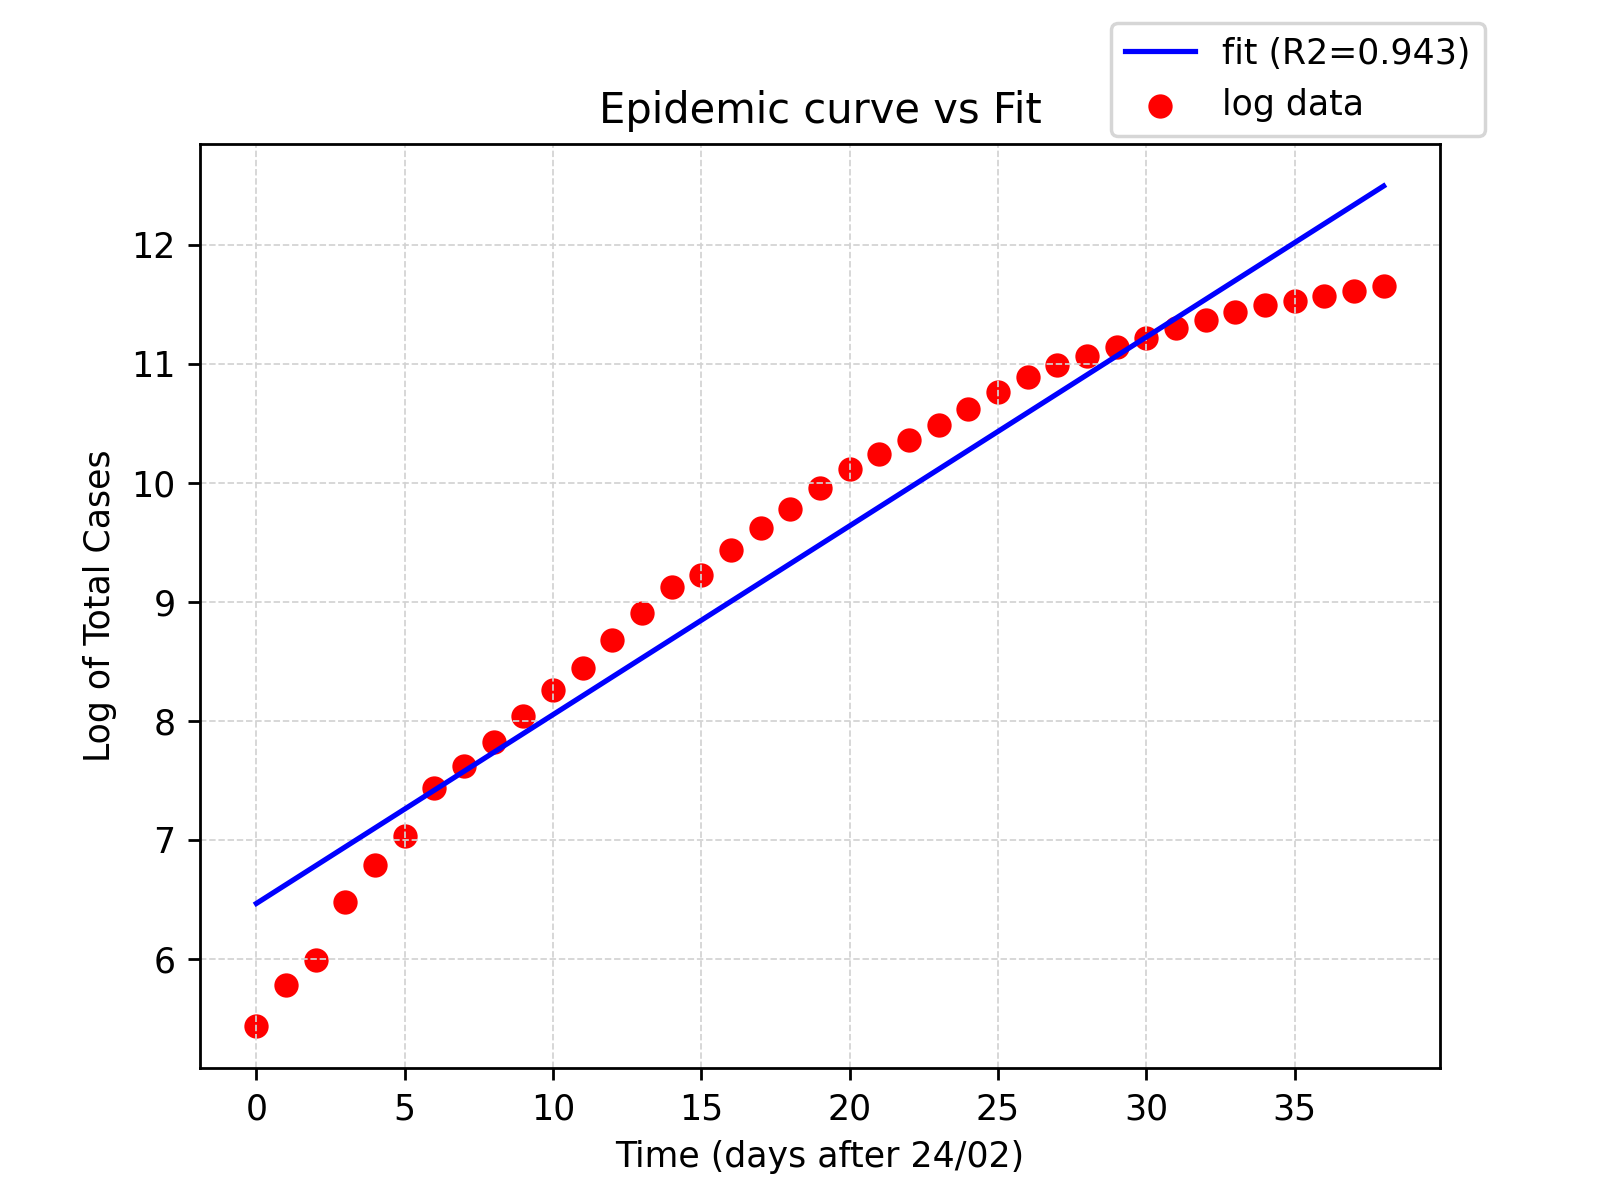 fit (R2=0.943)
log data
Epidemic curve vs Fit
12
11
10
9
8
7
6
Log of Total Cases
0 5 10 15 20 25 30 35
Time (days after 24/02)